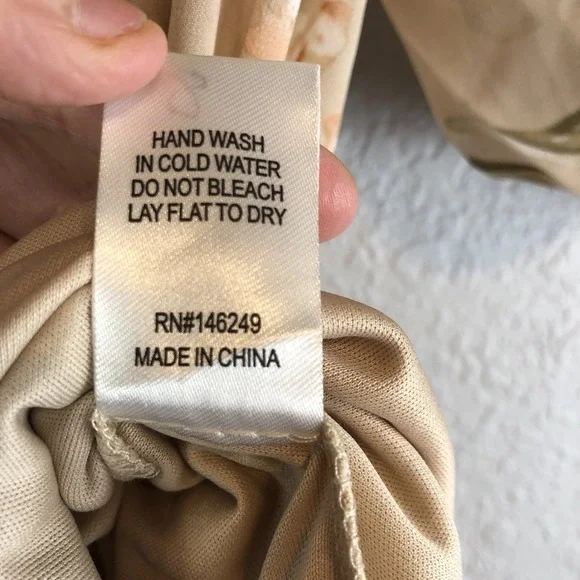 HAND WASH
IN COLD WATER
DO NOT BLEACH
LAY FLAT TO DRY
RN#146249
MADE IN CHINA